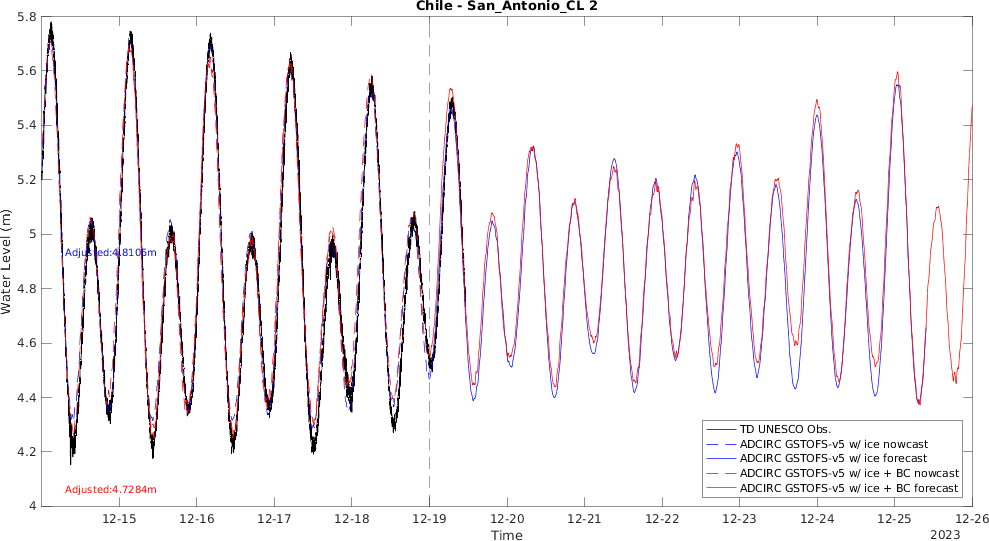 Chile - San_Antonio_CL 2
5.8
5.6
5.4
5.2
5
4.8
4.6
4.4
4.2
4
Water Level (m)
Adjusted:4.8105m
Adjusted:4.7284m
TD UNESCO Obs.
ADCIRC GSTOFS-v5 w/ ice nowcast
ADCIRC GSTOFS-v5 w/ ice forecast
ADCIRC GSTOFS-v5 w/ ice + BC nowcast
ADCIRC GSTOFS-v5 w/ ice + BC forecast
12-15 12-16 12-17 12-18 12-19 12-20 12-21 12-22 12-23 12-24 12-25 12-26
Time
2023